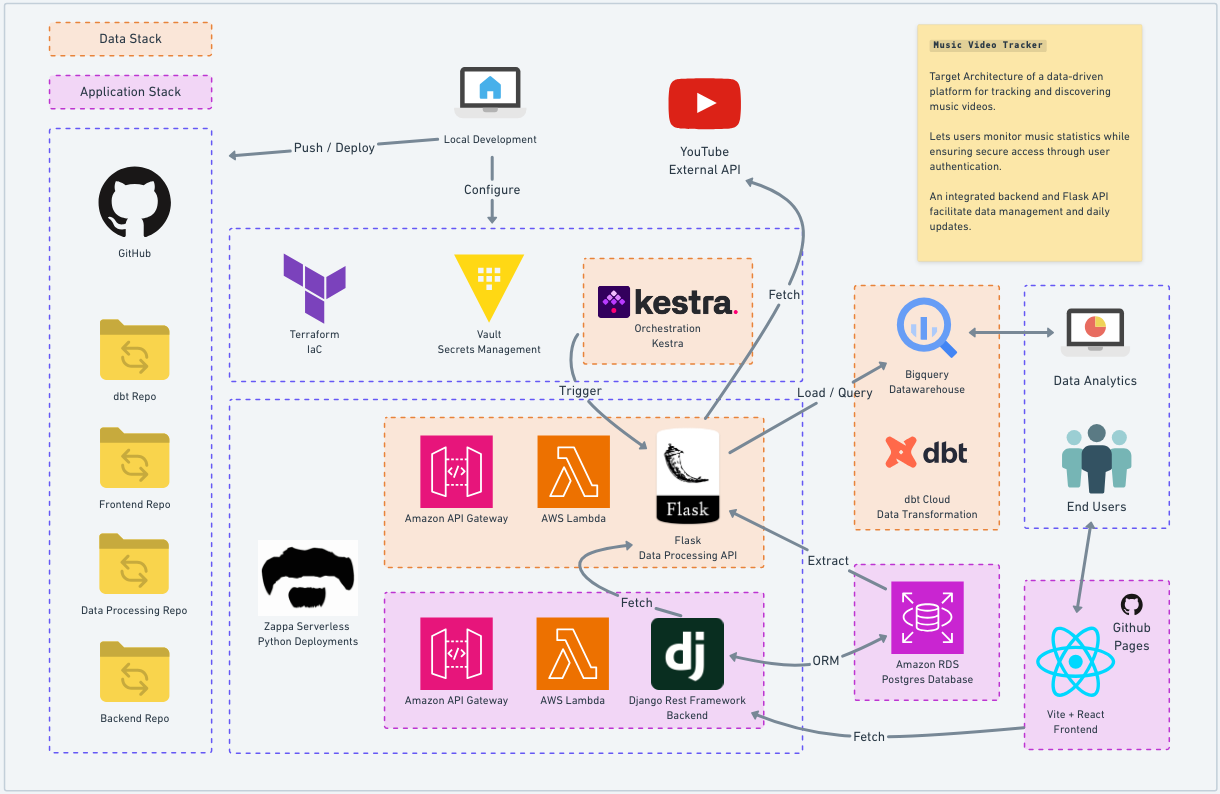 Data Stack
Application Stack
GitHub
dbt Repo
Frontend Repo
Data Processing Repo
Backend Repo
Local Development
Push / Deploy
Configure
YouTube
External API
Music Video Tracker
Target Architecture of a data-driven
platform for tracking and discovering
music videos.
Lets users monitor music statistics while
ensuring secure access through user
authentication.
An integrated backend and Flask API
facilitate data management and daily
updates.
Terraform
IaC
Vault
Secrets Management
kestra.
Orchestration
Kestra
Fetch
Trigger
Load / Query
Bigquery
Datawarehouse
dbt
dbt Cloud
Data Transformation
Data Analytics
End Users
Amazon API Gateway
AWS Lambda
Flask
Flask
Data Processing API
Extract
Zappa Serverless
Python Deployments
Fetch
Amazon API Gateway
AWS Lambda
dj
Django Rest Framework
Backend
ORM
Amazon RDS
Postgres Database
Github
Pages
Vite + React
Frontend
Fetch